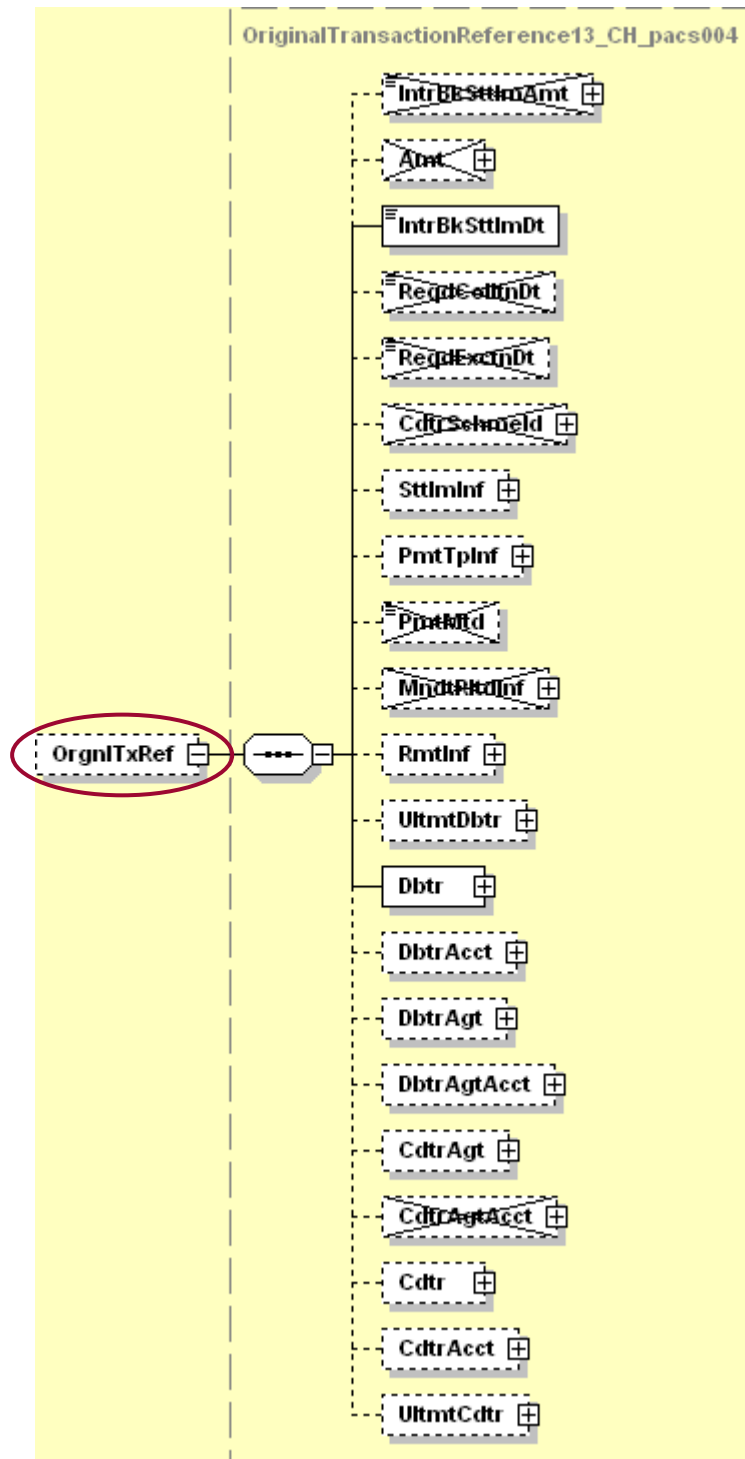 OriginalTransactionReference13_CH_pacs004
IntrBkSttlmAmt
Amt
IntrBkSttlmDt
ReqdColltnDt
ReqdExctnDt
CdtrSchmeId
SttlmInf
PmtTpInf
PmtMtd
MndtRltdInf
OrgnlTxRef
RmtInf
UltmtDbtr
Dbtr
DbtrAcct
DbtrAgt
DbtrAgtAcct
CdtrAgt
CdtrAgtAcct
Cdtr
CdtrAcct
UltmtCdtr